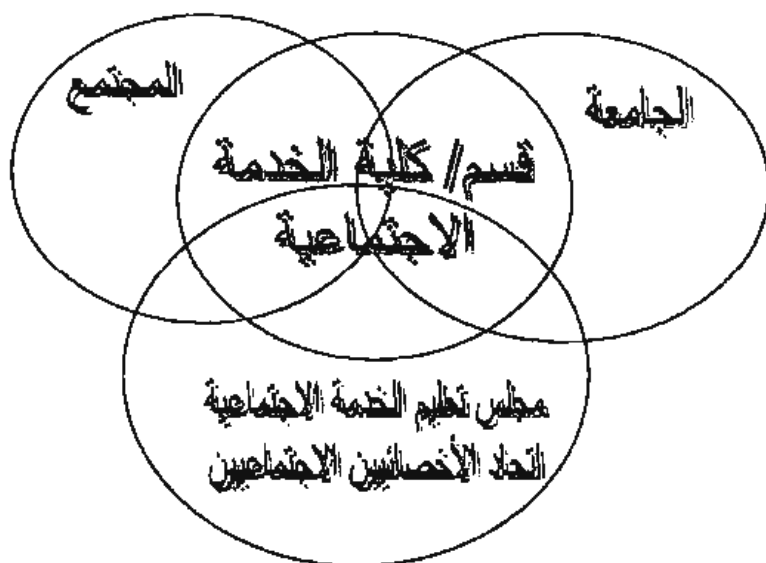 الجامعة
المجتمع
قسم/ كلية الخدمة
الاجتماعية
مجلس تعليم الخدمة الاجتماعية
اتحاد الأخصائيين الاجتماعيين